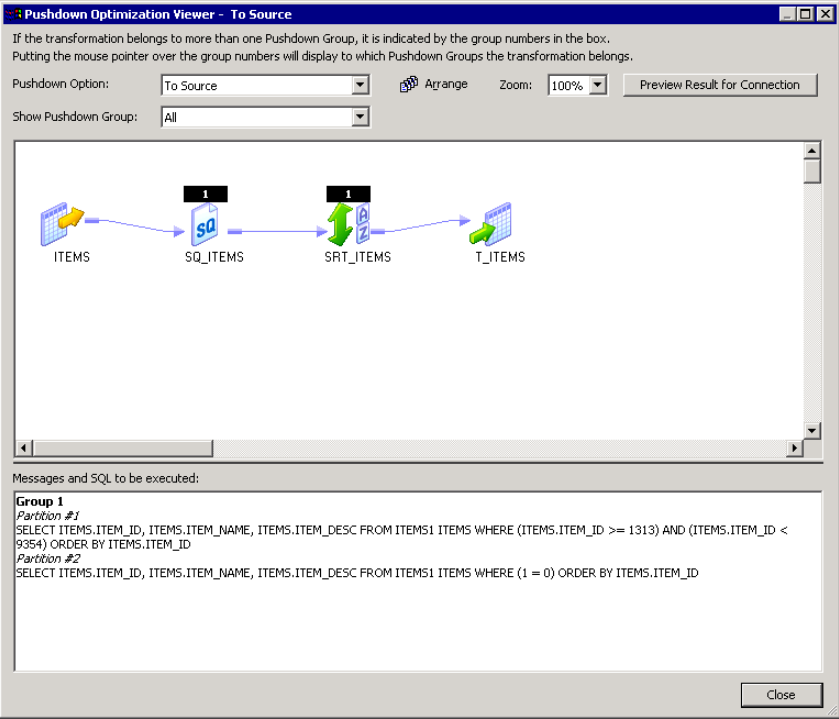 Pushdown Optimization Viewer - To Source
If the transformation belongs to more than one Pushdown Group, it is indicated by the group numbers in the box.
Putting the mouse pointer over the group numbers will display to which Pushdown Groups the transformation belongs.
Pushdown Option: To Source Arrange Zoom: 100% Preview Result for Connection
Show Pushdown Group: All
1 1
SQ A Z
ITEMS SQ_ITEMS SRT_ITEMS T_ITEMS
Messages and SQL to be executed:
Group 1
Partition #1
SELECT ITEMS.ITEM_ID, ITEMS.ITEM_NAME, ITEMS.ITEM_DESC FROM ITEMS1 ITEMS WHERE (ITEMS.ITEM_ID >= 1313) AND (ITEMS.ITEM_ID <
9354) ORDER BY ITEMS.ITEM_ID
Partition #2
SELECT ITEMS.ITEM_ID, ITEMS.ITEM_NAME, ITEMS.ITEM_DESC FROM ITEMS1 ITEMS WHERE (1 = 0) ORDER BY ITEMS.ITEM_ID
Close